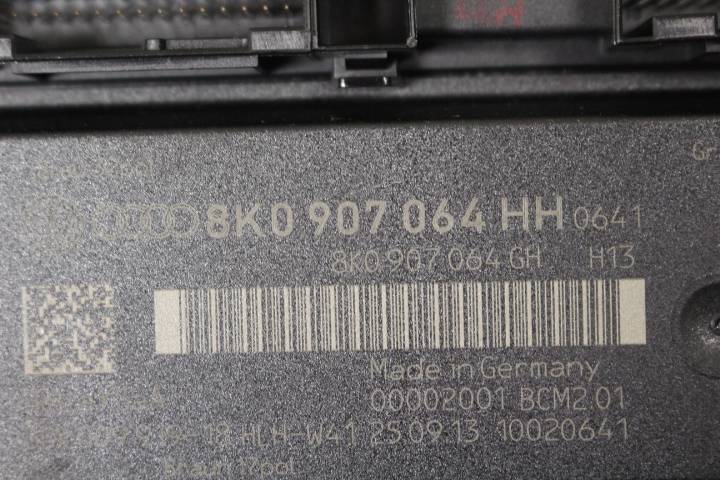 Gr
8K0 907 064 HH 0641
8K0 907 064 GH H13
Made in Germany
00002001 BCM2.01
HLH-W41 25.09.13 10020641